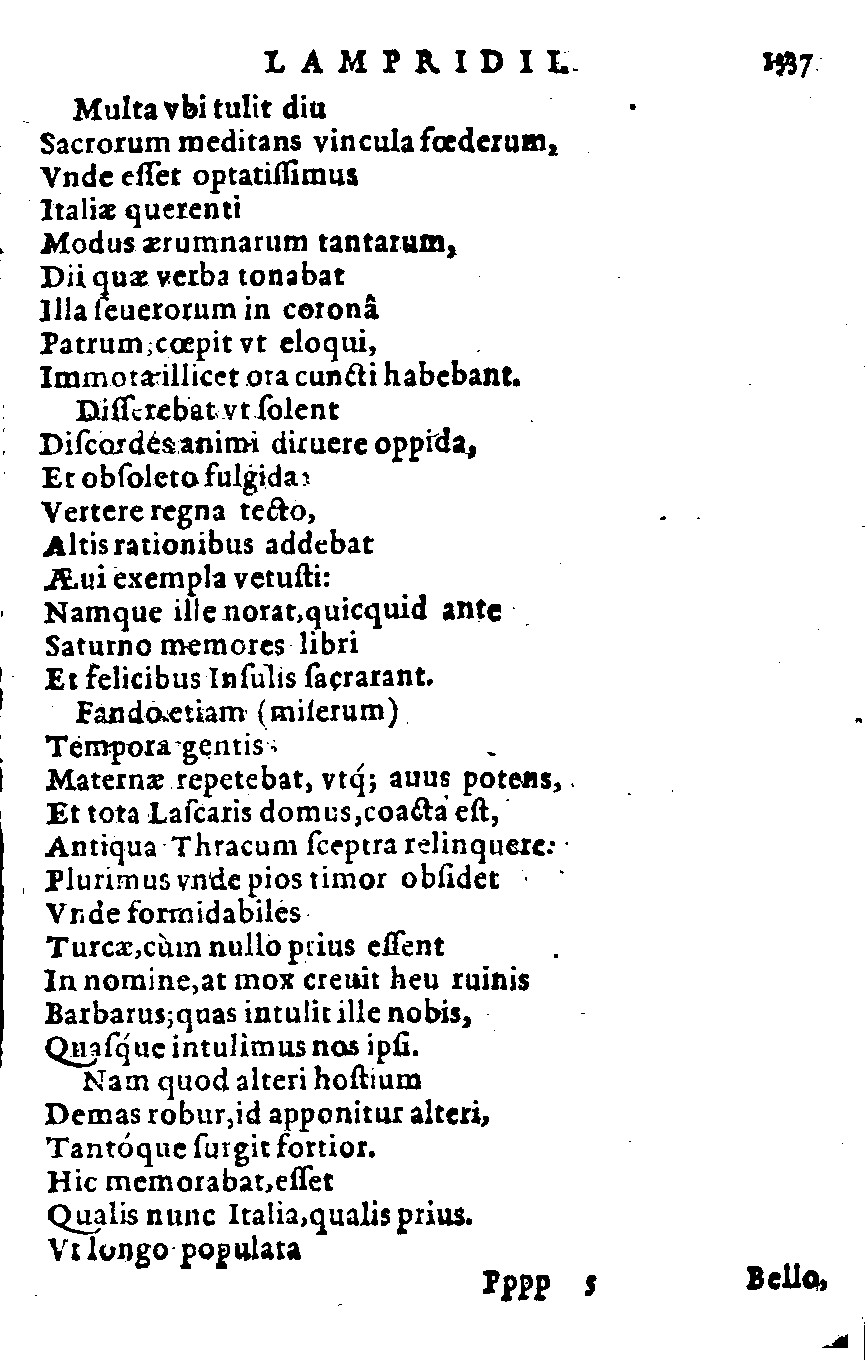 LAMPRIDII. 1337
Multa vbi tulit diu
Sacrorum meditans vincula fœderum,
Vnde eſſet optatiſſimus
Italiæ querenti
Modus ærumnarum tantarum,
Dii quæ verba tonabat
Illa ſeuerorum in coronâ
Patrum, cœpit vt eloqui,
Immota illicet ora cuncti habebant.
Diſſerebat vt ſolent
Diſcordes animi diruere oppida,
Et obſoleto fulgida
Vertere regna tecto,
Altis rationibus addebat
Æui exempla vetuſti:
Namque ille norat, quicquid ante
Saturno memores libri
Et felicibus Inſulis ſacrarant.
Fando etiam (miſerum)
Tempora gentis
Maternæ repetebat, vtq́; auus potens,
Et tota Laſcaris domus, coacta eſt,
Antiqua Thracum ſceptra relinquere:
Plurimus vnde pios timor obſidet
Vnde formidabiles
Turcæ, cùm nullo prius eſſent
In nomine, at mox creuit heu ruinis
Barbarus; quas intulit ille nobis,
Quaſq́ue intulimus nos ipſi.
Nam quod alteri hoſtium
Demas robur, id apponitur alteri,
Tantóque ſurgit fortior.
Hic memorabat, eſſet
Qualis nunc Italia, qualis prius.
Vt longo populata
Pppp 5 Bello,